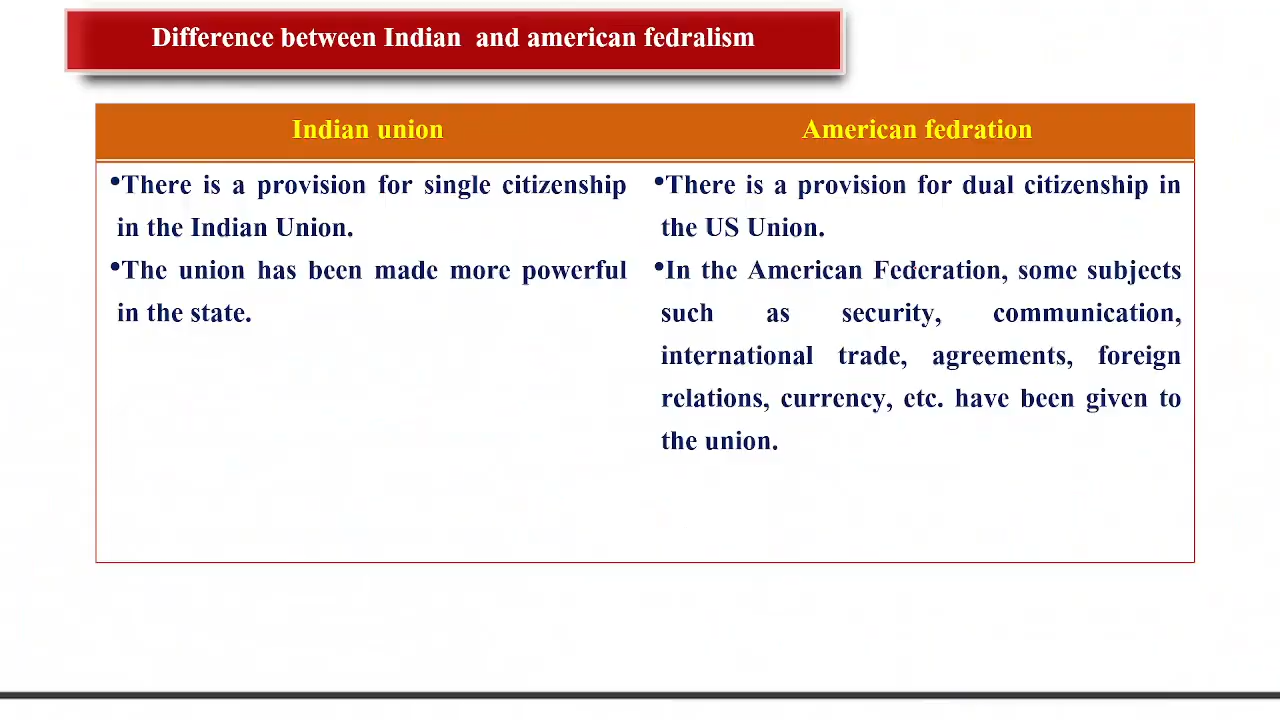 Difference between Indian and american fedralism
Indian union
American fedration
•There is a provision for single citizenship
in the Indian Union.
•The union has been made more powerful
in the state.
•There is a provision for dual citizenship in
the US Union.
•In the American Federation, some subjects
such as security, communication,
international trade, agreements, foreign
relations, currency, etc. have been given to
the union.